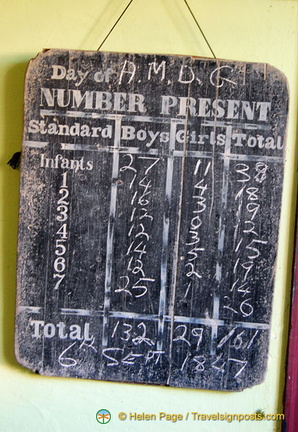 Day of A. M. D. G
NUMBER PRESENT
Standard Boys Girls Total
Infants 27 11 38
1 14 4 18
2 16 3 19
3 12 0 12
4 12 3 15
5 14 5 19
6 12 2 14
7 25 1 26
Total 132 29 161
6th SEPT 1847
© Helen Page / Travelsignposts.com